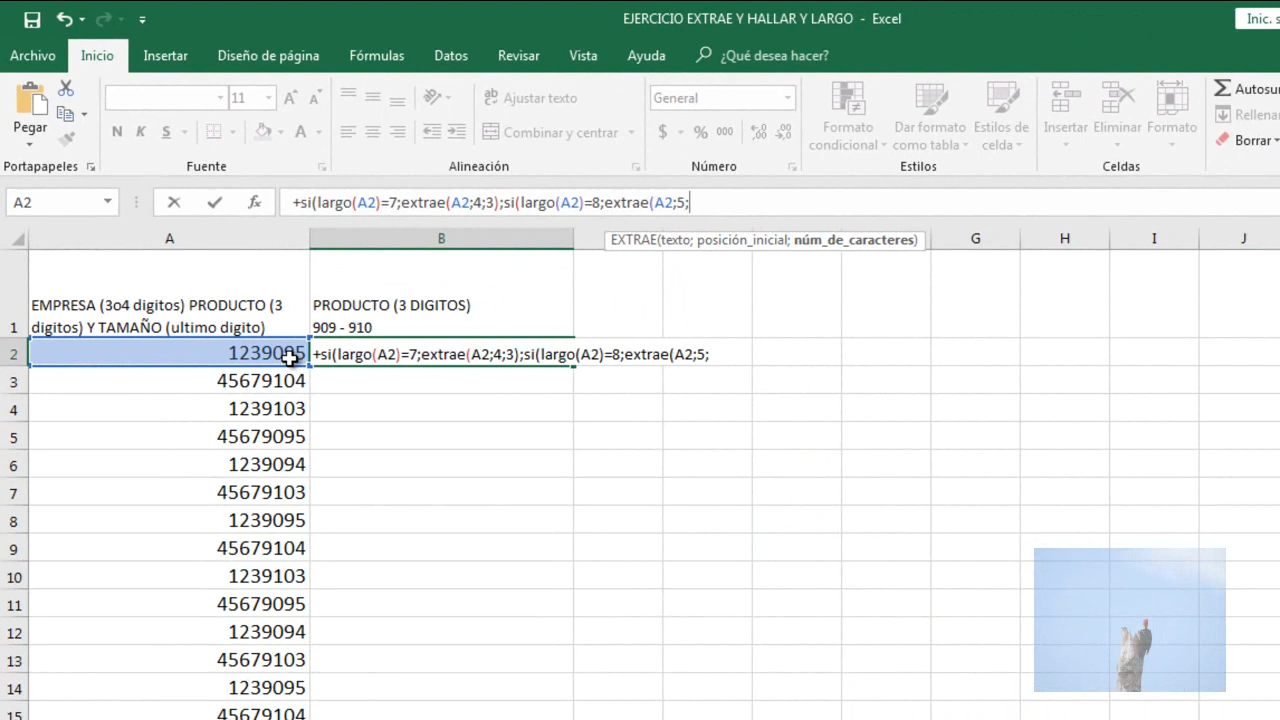 EJERCICIO EXTRAE Y HALLAR Y LARGO - Excel
Inic. s
Archivo Inicio Insertar Diseño de página Fórmulas Datos Revisar Vista Ayuda ¿Qué desea hacer?
Pegar
11
N K S
Ajustar texto
Combinar y centrar
General
$ % 000
Formato condicional
Dar formato como tabla
Estilos de celda
Insertar Eliminar Formato
Autosu
Rellena
Borrar
Portapapeles Fuente Alineación Número Estilos Celdas
A2 fx +si(largo(A2)=7;extrae(A2;4;3);si(largo(A2)=8;extrae(A2;5;
EXTRAE(texto; posición_inicial; núm_de_caracteres)
A B G H I J
1 EMPRESA (3o4 digitos) PRODUCTO (3 digitos) Y TAMAÑO (ultimo digito) PRODUCTO (3 DIGITOS) 909 - 910
2 1239095 +si(largo(A2)=7;extrae(A2;4;3);si(largo(A2)=8;extrae(A2;5;
3 45679104
4 1239103
5 45679095
6 1239094
7 45679103
8 1239095
9 45679104
10 1239103
11 45679095
12 1239094
13 45679103
14 1239095
15 45679104